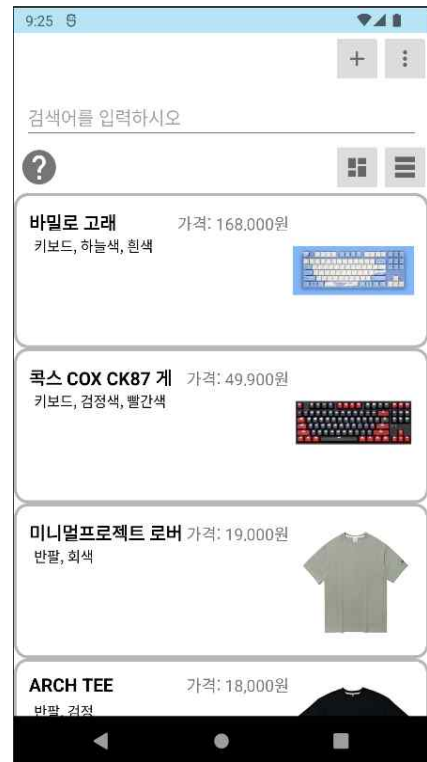 9:25
검색어를 입력하시오
?
바밀로 고래 가격: 168,000원
키보드, 하늘색, 흰색
콕스 COX CK87 게 가격: 49,900원
키보드, 검정색, 빨간색
미니멀프로젝트 로버 가격: 19,000원
반팔, 회색
ARCH TEE 가격: 18,000원
반팔, 검정